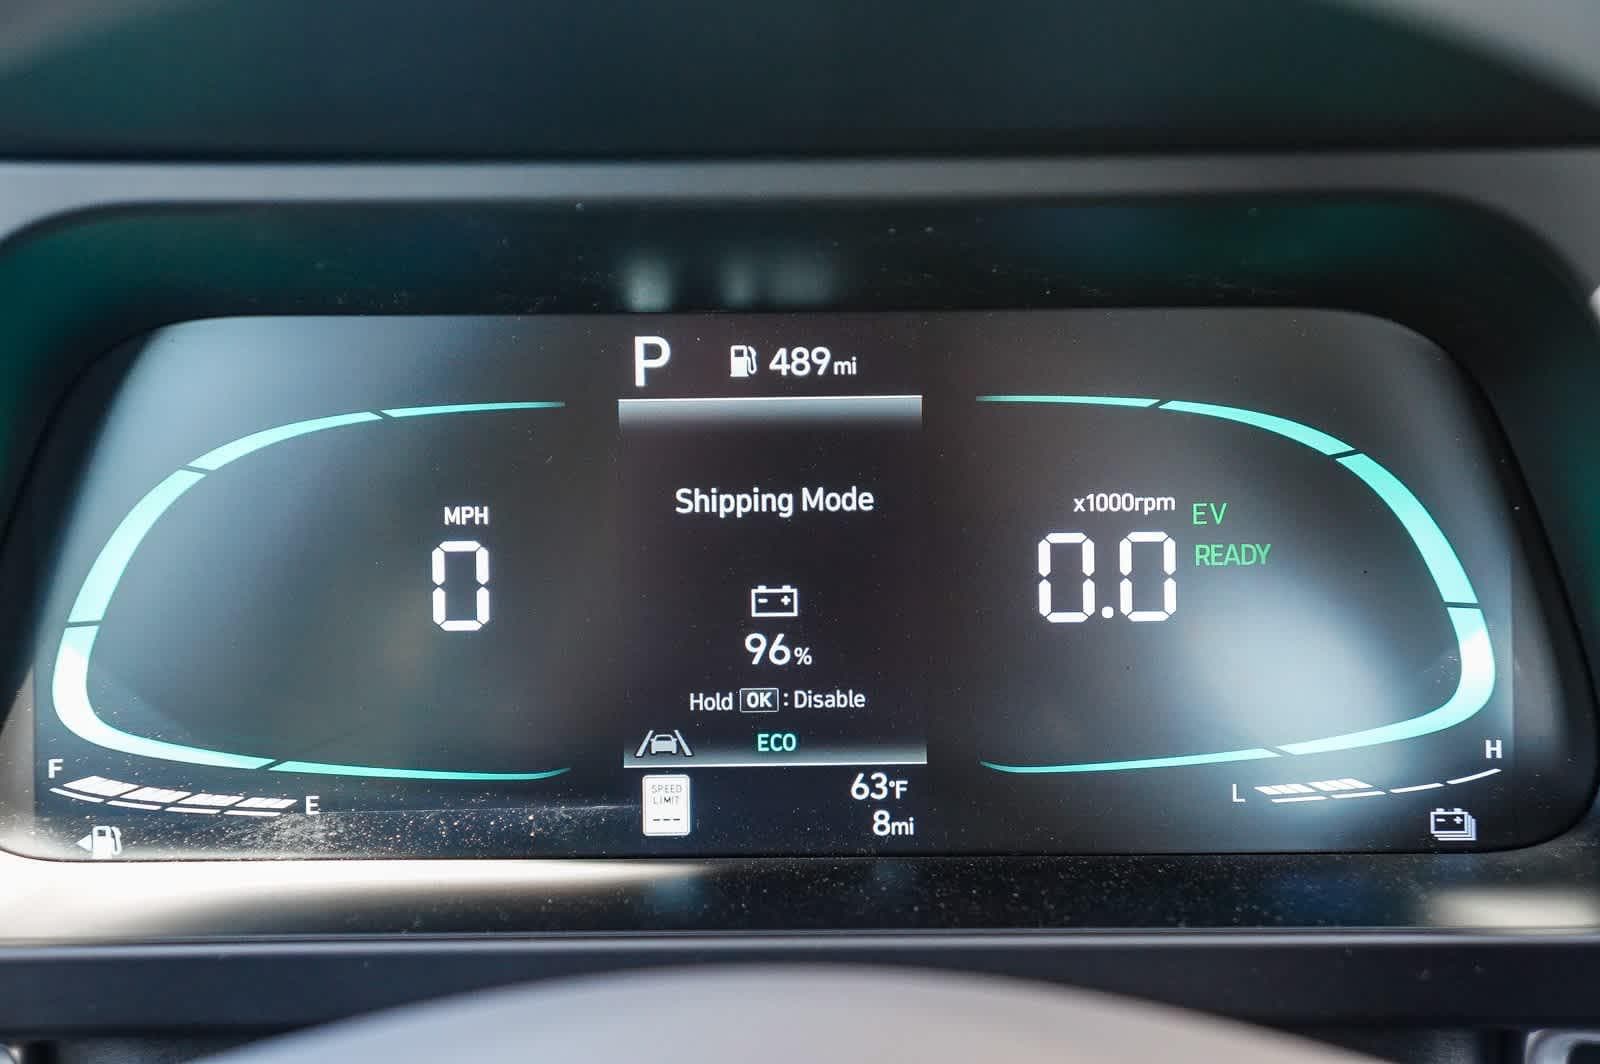 P 489mi
Shipping Mode
MPH
0
x1000rpm EV
READY
0.0
96%
Hold OK : Disable
ECO
F E
SPEED
LIMIT
---
63°F
8mi
L H